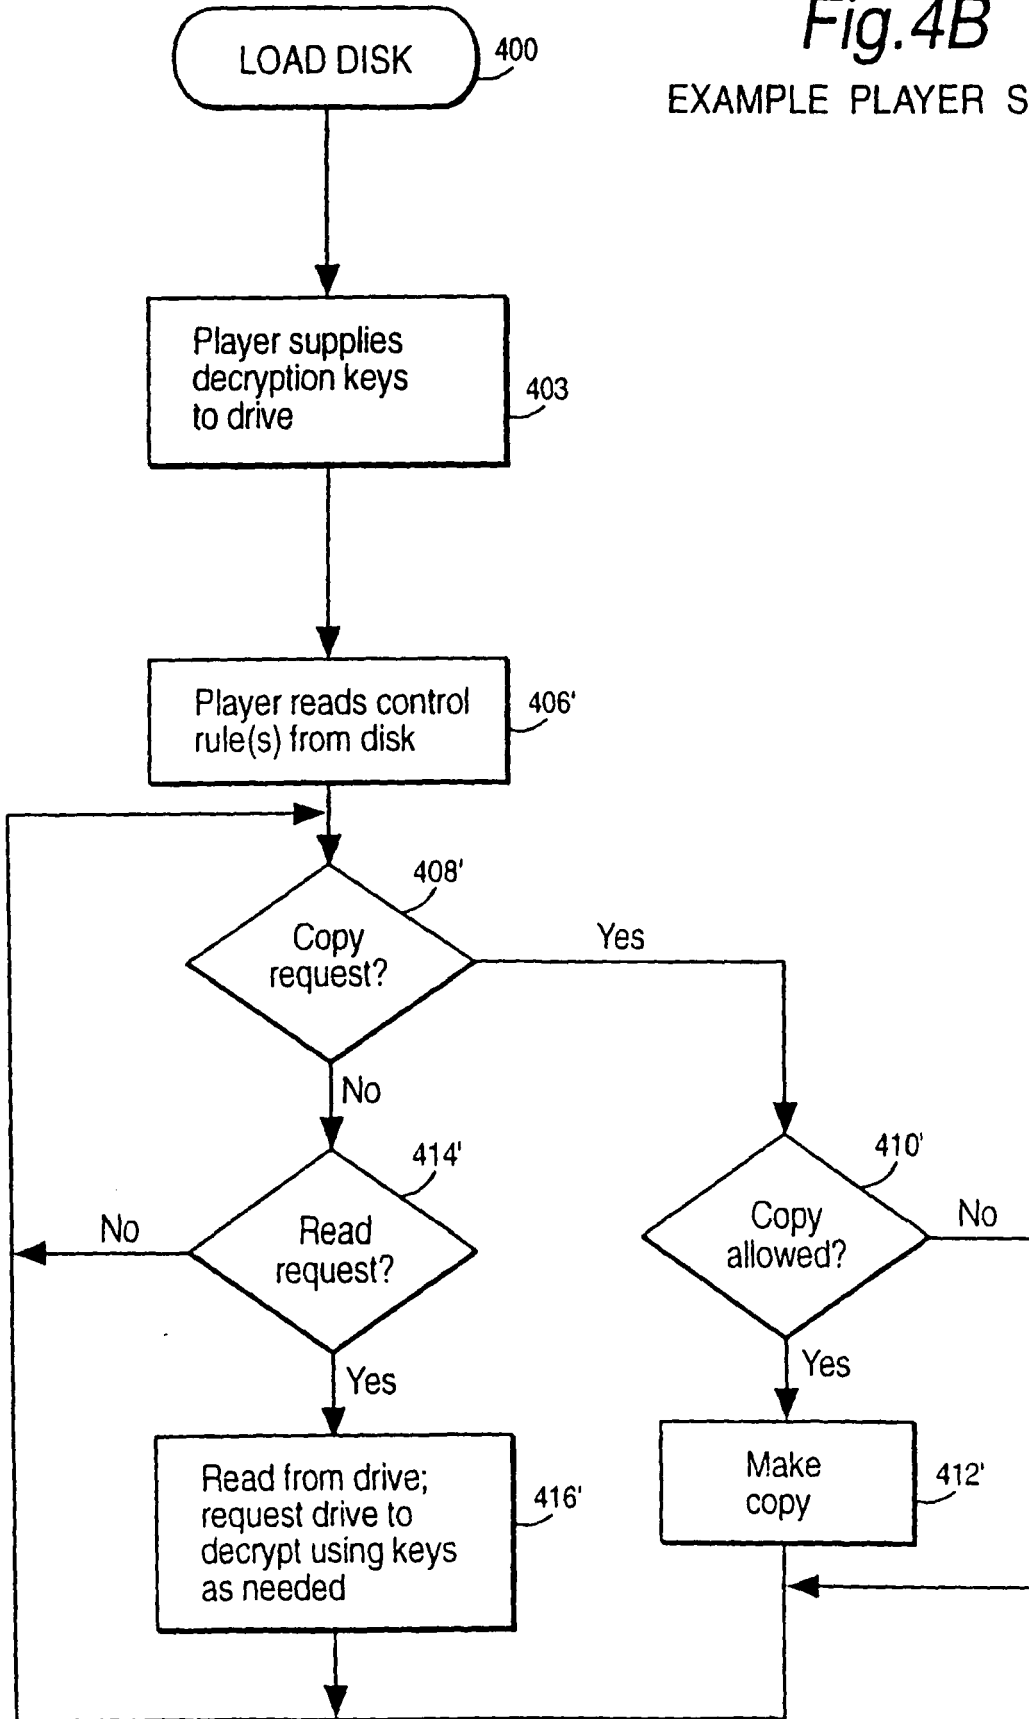 Fig.4B
EXAMPLE PLAYER S
LOAD DISK
400
Player supplies
decryption keys
to drive
403
Player reads control
rule(s) from disk
406'
408'
Copy
request?
Yes
No
414'
Read
request?
No
Yes
410'
Copy
allowed?
No
Yes
Read from drive;
request drive to
decrypt using keys
as needed
416'
Make
copy
412'